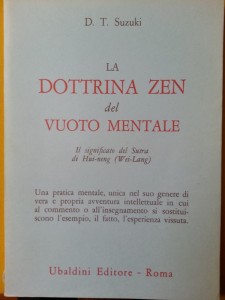 D. T. Suzuki
LA
DOTTRINA ZEN
del
VUOTO MENTALE
Il significato del Sutra
di Hui-neng (Wei-Lang)
Una pratica mentale, unica nel suo genere di
vera e propria avventura intellettuale in cui
al commento o all'insegnamento si sostitui-
scono l'esempio, il fatto, l'esperienza vissuta.
Ubaldini Editore - Roma